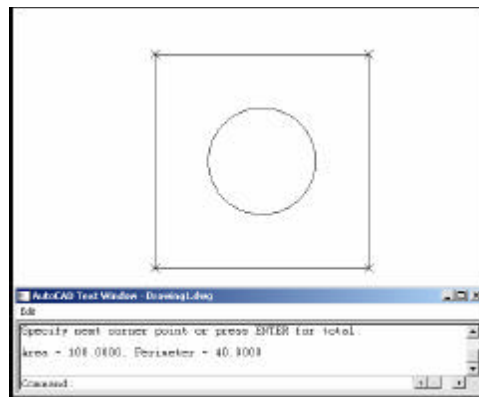 AutoCAD Text Window - Drawing1.dwg
Edit
Specify next corner point or press ENTER for total:
Area = 100.0000, Perimeter = 40.0000
Command: